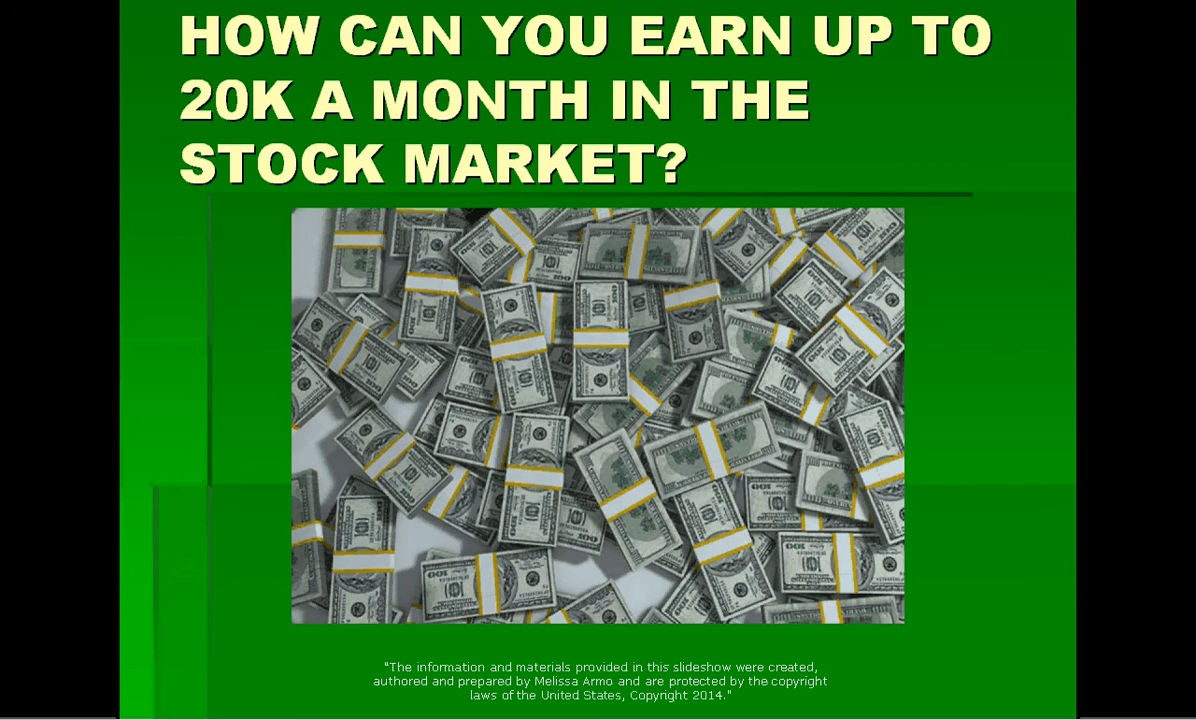 HOW CAN YOU EARN UP TO
20K A MONTH IN THE
STOCK MARKET?
"The information and materials provided in this slideshow were created,
authored and prepared by Melissa Armo and are protected by the copyright
laws of the United States, Copyright 2014."